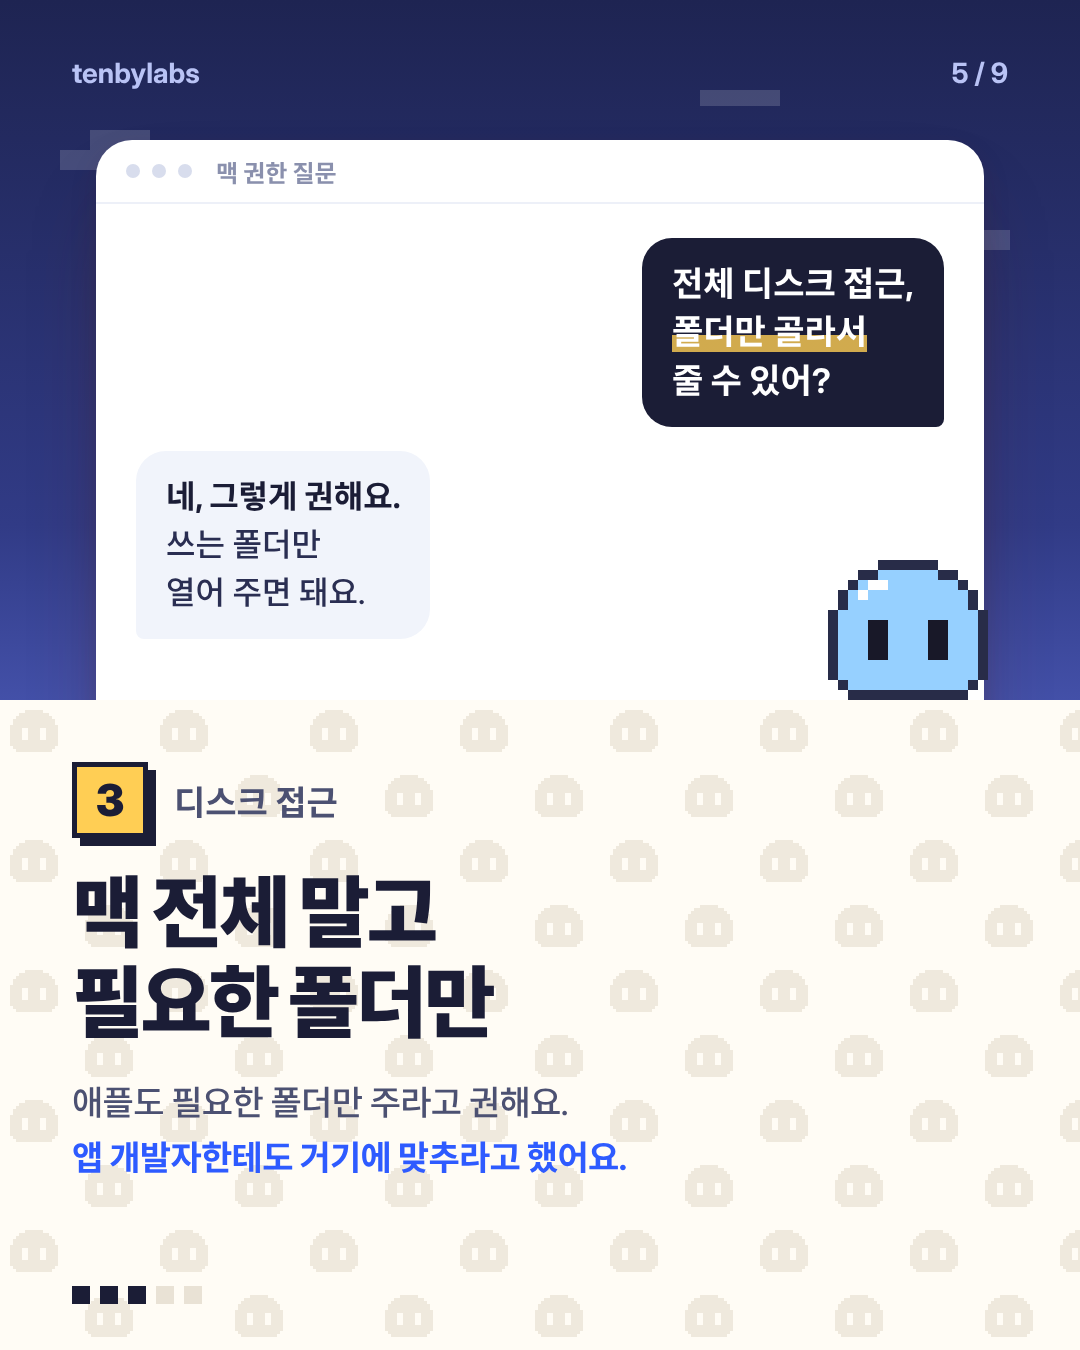 tenbylabs
5 / 9
맥 권한 질문
전체 디스크 접근,
폴더만 골라서
줄 수 있어?
네, 그렇게 권해요.
쓰는 폴더만
열어 주면 돼요.
3
디스크 접근
맥 전체 말고
필요한 폴더만
애플도 필요한 폴더만 주라고 권해요.
앱 개발자한테도 거기에 맞추라고 했어요.